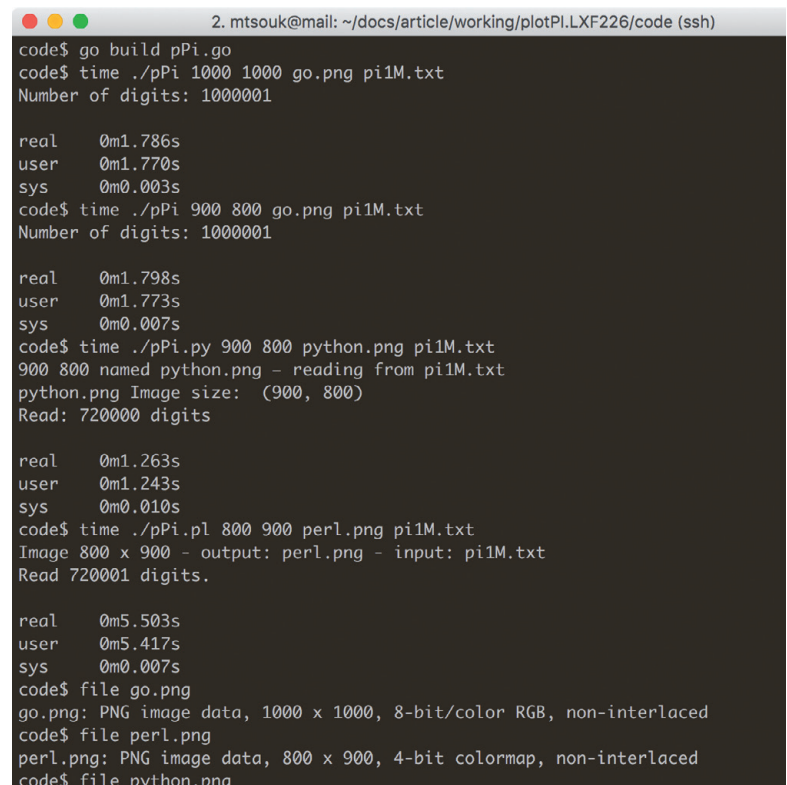 2. mtsouk@mail: ~/docs/article/working/plotPI.LXF226/code (ssh)
code$ go build pPi.go
code$ time ./pPi 1000 1000 go.png pi1M.txt
Number of digits: 1000001
real 0m1.786s
user 0m1.770s
sys 0m0.003s
code$ time ./pPi 900 800 go.png pi1M.txt
Number of digits: 1000001
real 0m1.798s
user 0m1.773s
sys 0m0.007s
code$ time ./pPi.py 900 800 python.png pi1M.txt
900 800 named python.png – reading from pi1M.txt
python.png Image size:  (900, 800)
Read: 720000 digits
real 0m1.263s
user 0m1.243s
sys 0m0.010s
code$ time ./pPi.pl 800 900 perl.png pi1M.txt
Image 800 x 900 - output: perl.png - input: pi1M.txt
Read 720001 digits.
real 0m5.503s
user 0m5.417s
sys 0m0.007s
code$ file go.png
go.png: PNG image data, 1000 x 1000, 8-bit/color RGB, non-interlaced
code$ file perl.png
perl.png: PNG image data, 800 x 900, 4-bit colormap, non-interlaced
code$ file python.png